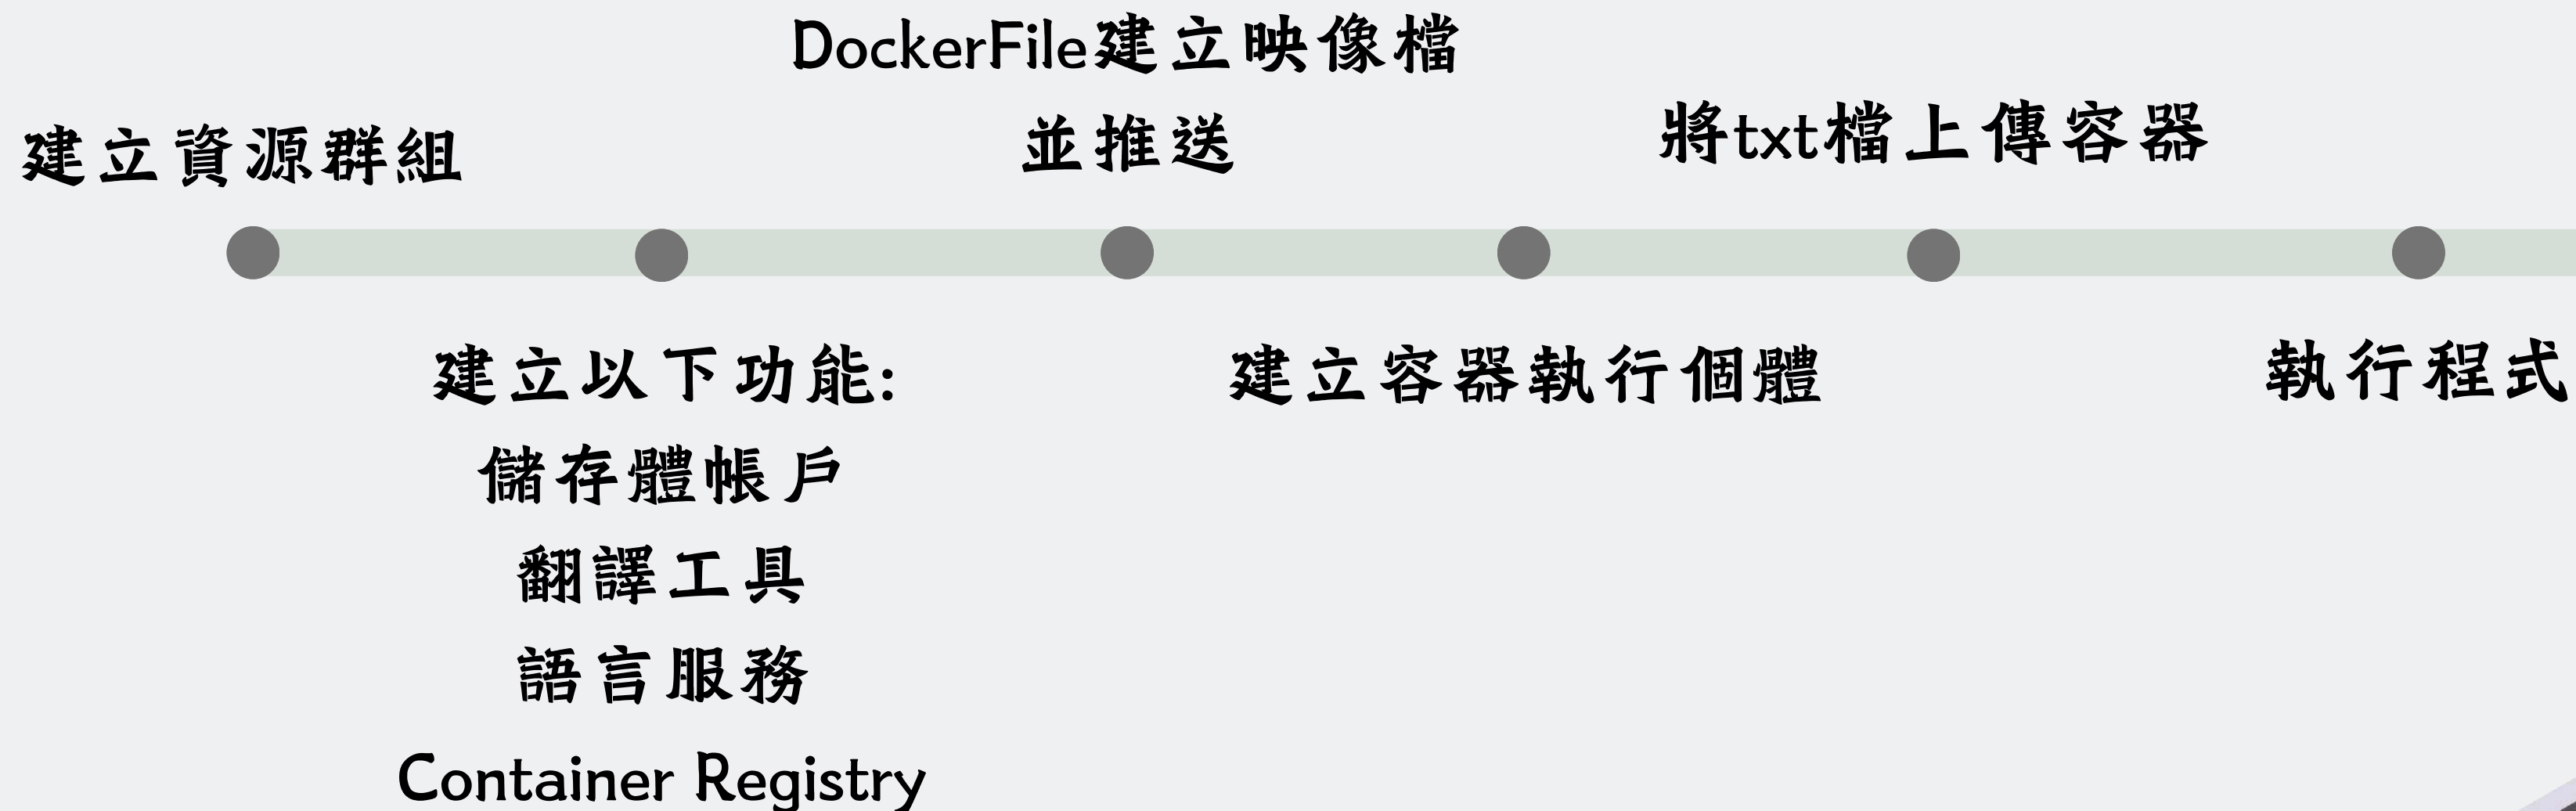 建立資源群組
建立以下功能:
儲存體帳戶
翻譯工具
語言服務
Container Registry
DockerFile建立映像檔
並推送
建立容器執行個體
將txt檔上傳容器
執行程式